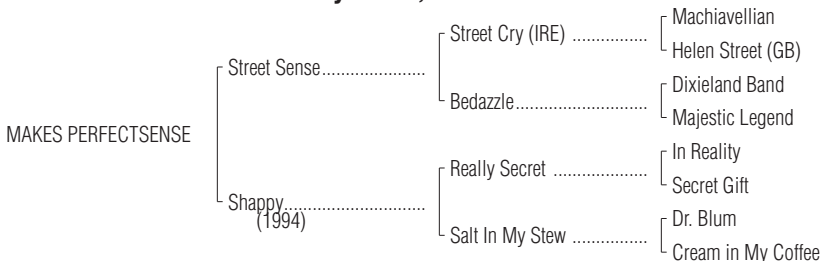 Machiavellian
Street Cry (IRE) ................
Helen Street (GB)
Street Sense......................
Dixieland Band
Bedazzle............................
Majestic Legend
MAKES PERFECTSENSE
In Reality
Really Secret ....................
Secret Gift
Shappy..............................
(1994)
Dr. Blum
Salt In My Stew ................
Cream in My Coffee